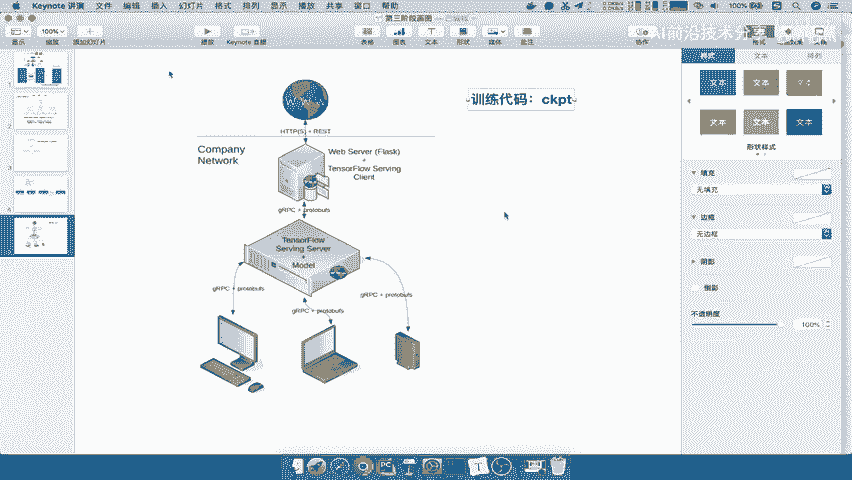 Keynote 讲演 文件 编辑 插入 幻灯片 格式 排列 显示 播放 共享 窗口 帮助
100%
第三阶段画图
AI前沿技术分享
100%
显示 缩放 添加幻灯片 播放 Keynote 直播 表格 图表 文本 形状 媒体 批注 协作 格式
样式 文本 排列
训练代码：ckpt
HTTP(S) + REST
Company
Network
Web Server (Flask)
+
TensorFlow Serving
Client
gRPC + protobufs
TensorFlow
Serving Server
+
Model
gRPC + protobufs
gRPC + protobufs
gRPC + protobufs
文本 文本 文本
文本 文本 文本
形状样式
填充
无填充
边框
无边框
阴影
倒影
不透明度
100%
1
2
3
4